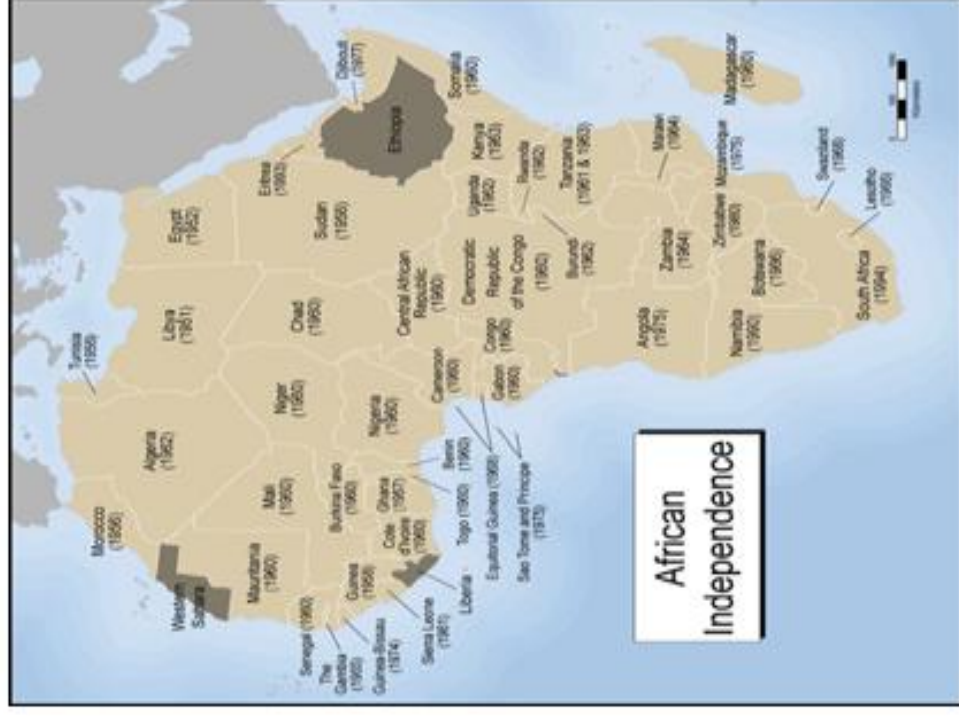 African
Independence
Morocco
(1956)
Algeria
(1962)
Tunisia
(1956)
Libya
(1951)
Egypt
(1952)
Western
Sahara
Mauritania
(1960)
Mali
(1960)
Niger
(1960)
Chad
(1960)
Sudan
(1956)
Eritrea
(1993)
Djibouti
(1977)
Senegal (1960)
The
Gambia
(1965)
Guinea-Bissau
(1974)
Guinea
(1958)
Sierra Leone
(1961)
Liberia
Cote
d'Ivoire
(1960)
Burkina Faso
(1960)
Ghana
(1957)
Togo (1960)
Benin
(1960)
Nigeria
(1960)
Cameroon
(1960)
Central African
Republic
(1960)
Ethiopia
Somalia
(1960)
Equitorial Guinea (1968)
Sao Tome and Principe
(1975)
Gabon
(1960)
Congo
(1960)
Democratic
Republic
of the Congo
(1960)
Uganda
(1962)
Kenya
(1963)
Rwanda
(1962)
Burundi
(1962)
Tanzania
(1961 & 1963)
Angola
(1975)
Zambia
(1964)
Malawi
(1964)
Mozambique
(1975)
Zimbabwe
(1980)
Namibia
(1990)
Botswana
(1966)
South Africa
(1994)
Swaziland
(1968)
Lesotho
(1966)
Madagascar
(1960)